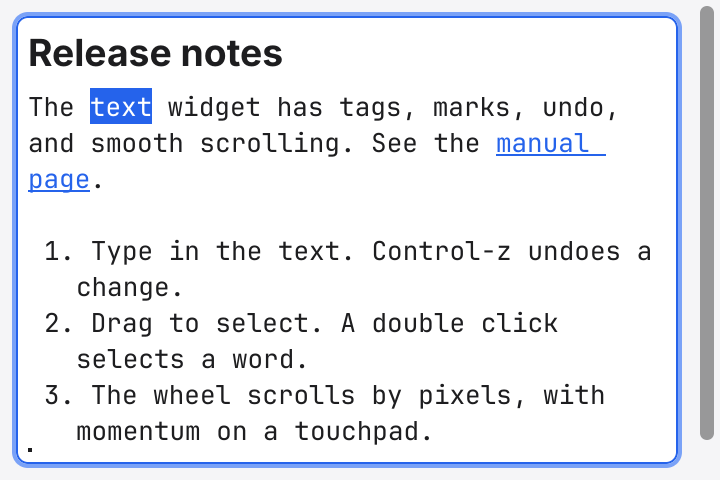 Release notes
The text widget has tags, marks, undo,
and smooth scrolling. See the manual
page.
1. Type in the text. Control-z undoes a
change.
2. Drag to select. A double click
selects a word.
3. The wheel scrolls by pixels, with
momentum on a touchpad.